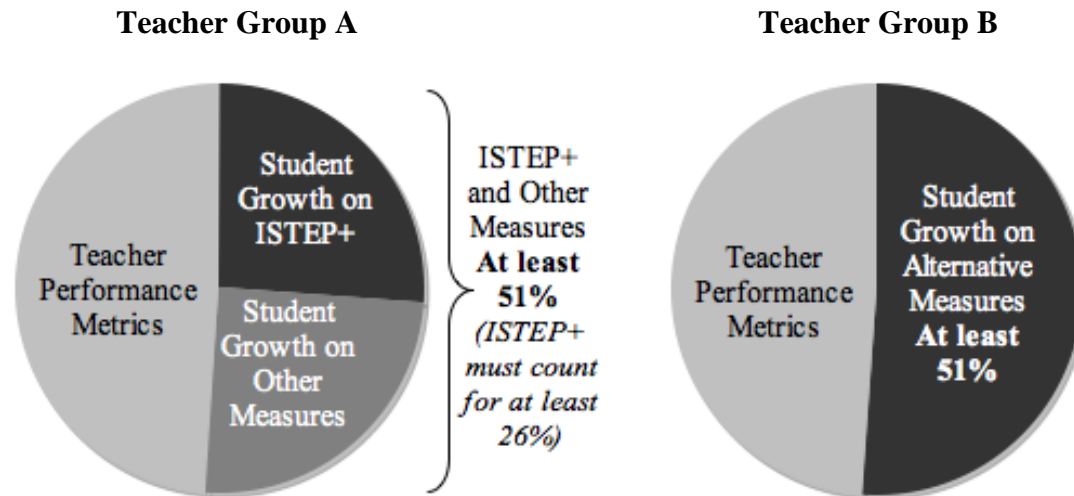 Teacher Group A
Teacher Group B
Student
Growth on
ISTEP+
Teacher
Performance
Metrics
Student
Growth on
Other
Measures
ISTEP+
and Other
Measures
At least
51%
(ISTEP+
must count
for at least
26%)
Teacher
Performance
Metrics
Student
Growth on
Alternative
Measures
At least
51%